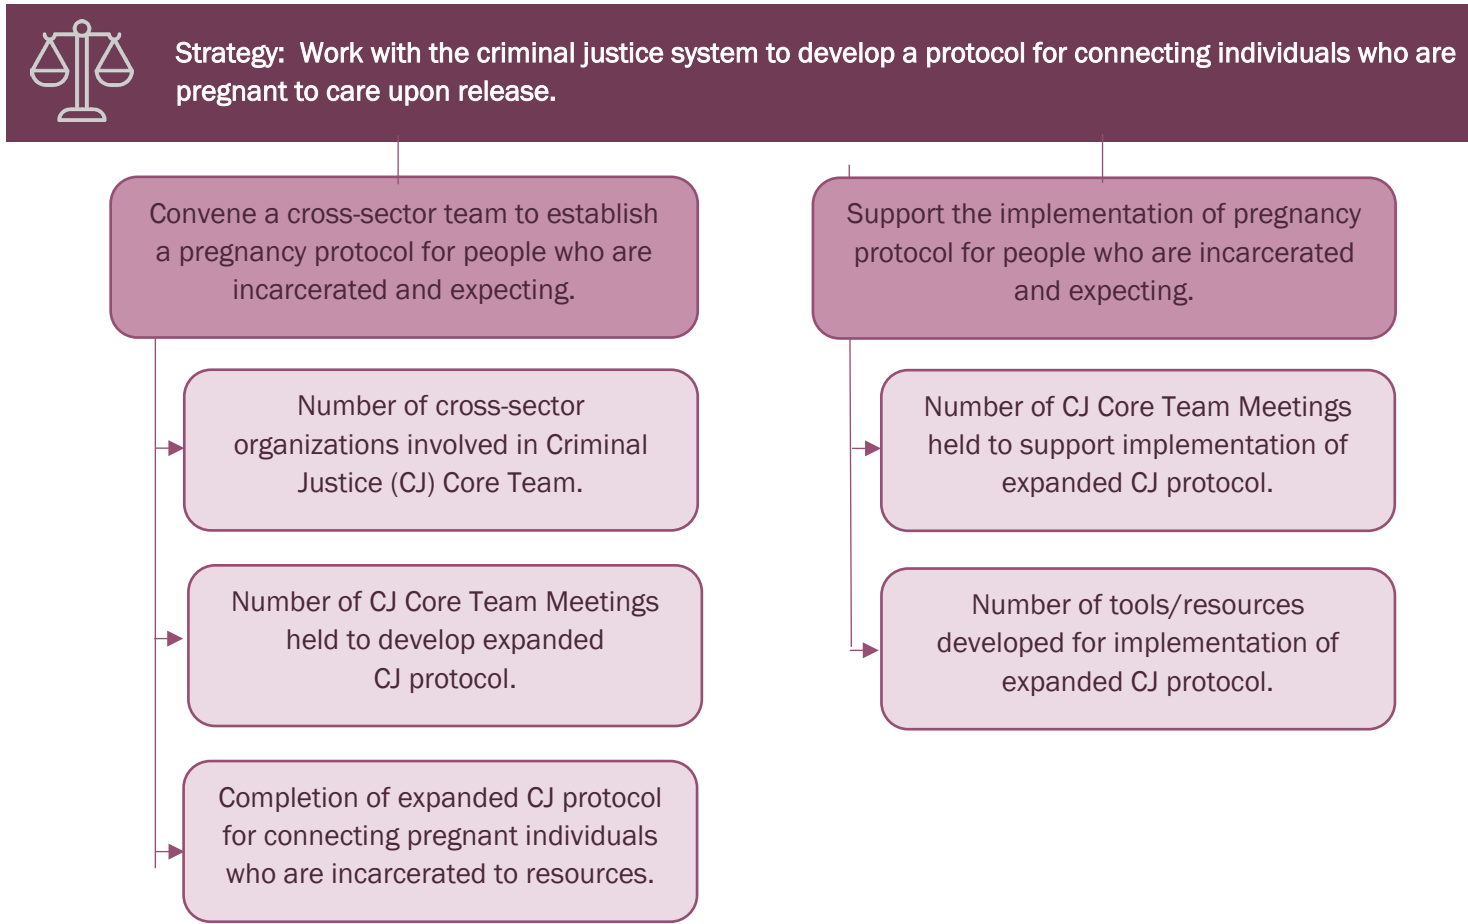 Strategy:  Work with the criminal justice system to develop a protocol for connecting individuals who are
pregnant to care upon release.
Convene a cross-sector team to establish
a pregnancy protocol for people who are
incarcerated and expecting.
Number of cross-sector
organizations involved in Criminal
Justice (CJ) Core Team.
Number of CJ Core Team Meetings
held to develop expanded
CJ protocol.
Completion of expanded CJ protocol
for connecting pregnant individuals
who are incarcerated to resources.
Support the implementation of pregnancy
protocol for people who are incarcerated
and expecting.
Number of CJ Core Team Meetings
held to support implementation of
expanded CJ protocol.
Number of tools/resources
developed for implementation of
expanded CJ protocol.